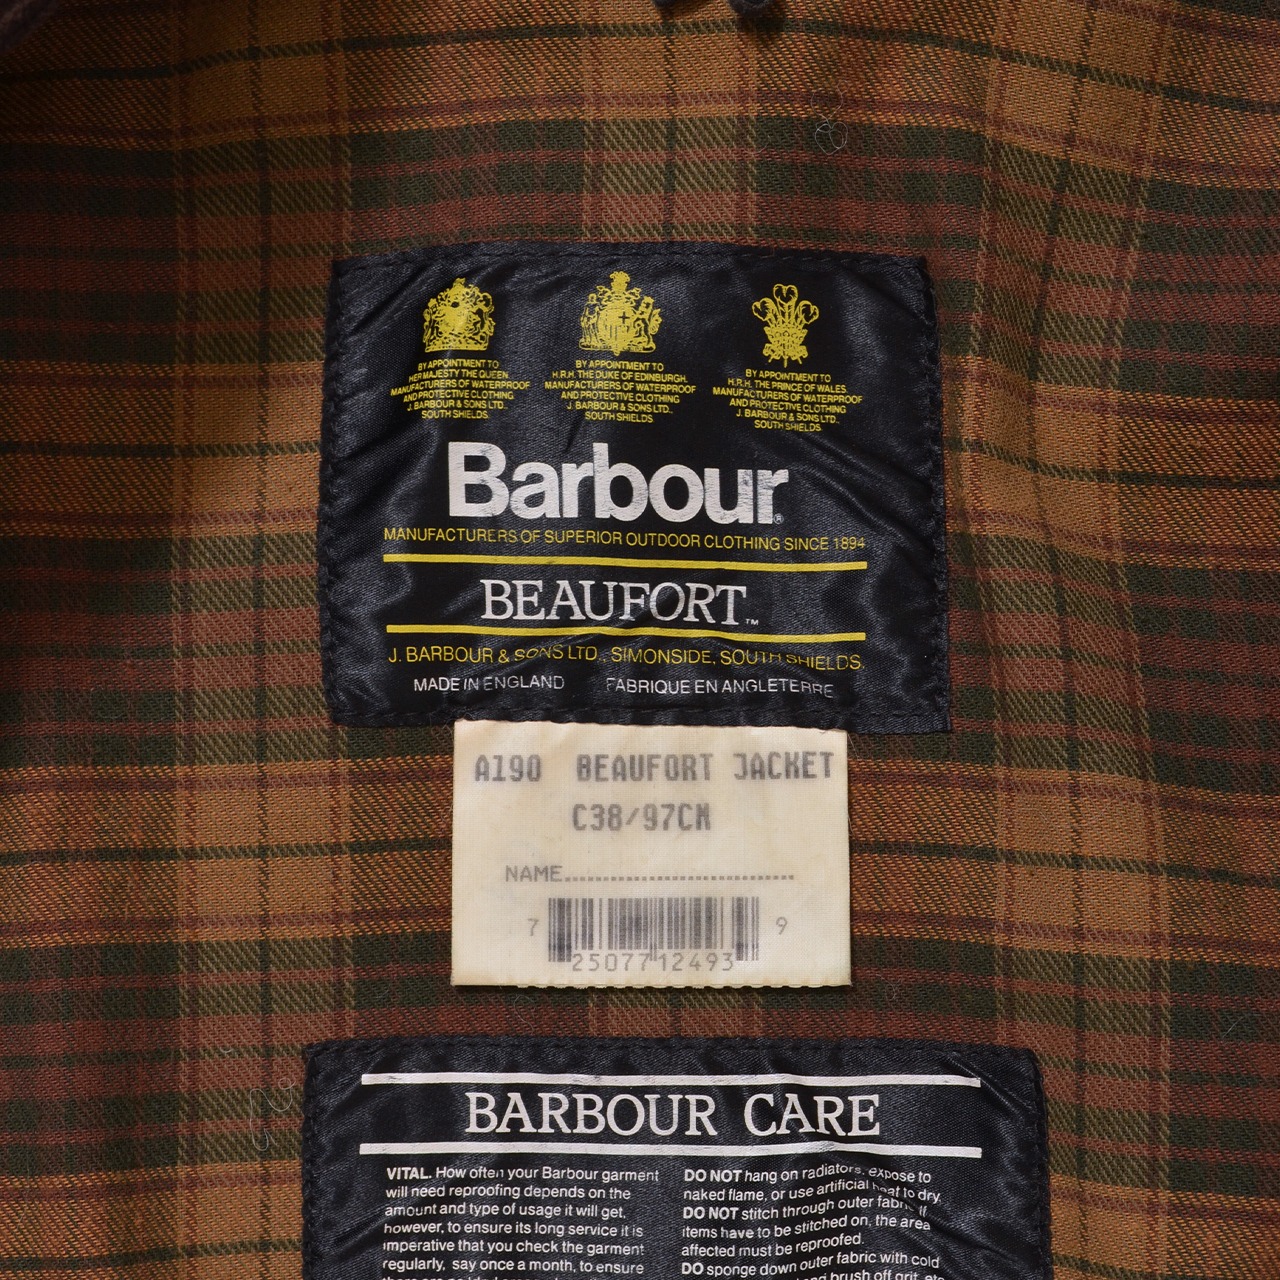 BY APPOINTMENT TO
HER MAJESTY THE QUEEN
MANUFACTURERS OF WATERPROOF
AND PROTECTIVE CLOTHING
J. BARBOUR & SONS LTD.,
SOUTH SHIELDS.
BY APPOINTMENT TO
H.R.H. THE DUKE OF EDINBURGH.
MANUFACTURERS OF WATERPROOF
AND PROTECTIVE CLOTHING
J. BARBOUR & SONS LTD.,
SOUTH SHIELDS.
BY APPOINTMENT TO
H.R.H. THE PRINCE OF WALES.
MANUFACTURERS OF WATERPROOF
AND PROTECTIVE CLOTHING
J. BARBOUR & SONS LTD.,
SOUTH SHIELDS.
Barbour®
MANUFACTURERS OF SUPERIOR OUTDOOR CLOTHING SINCE 1894
BEAUFORT™
J. BARBOUR & SONS LTD., SIMONSIDE, SOUTH SHIELDS.
MADE IN ENGLAND FABRIQUE EN ANGLETERRE
A190 BEAUFORT JACKET
C38/97CM
NAME..............................
7 25077 12493 9
BARBOUR CARE
VITAL. How often your Barbour garment
will need reproofing depends on the
amount and type of usage it will get,
however, to ensure its long service it is
imperative that you check the garment
regularly, say once a month, to ensure
DO NOT hang on radiators, expose to
naked flame, or use artificial heat to dry.
DO NOT stitch through outer fabric. If
items have to be stitched on, the area
affected must be reproofed.
DO sponge down outer fabric with cold
brush off grit, etc